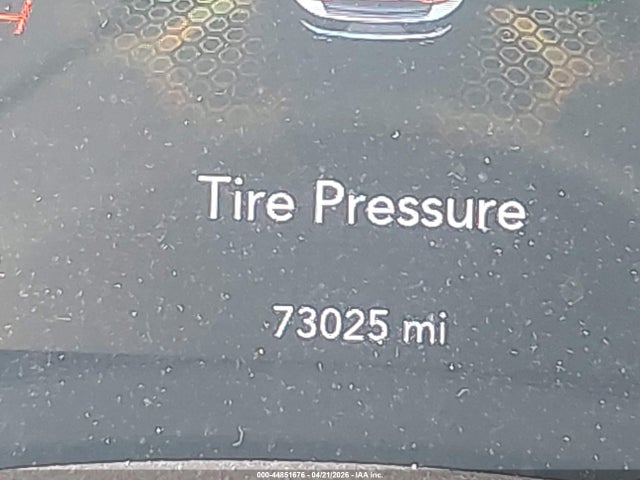 Tire Pressure
73025 mi
000-44851676 - 04/21/2026 - IAA Inc.